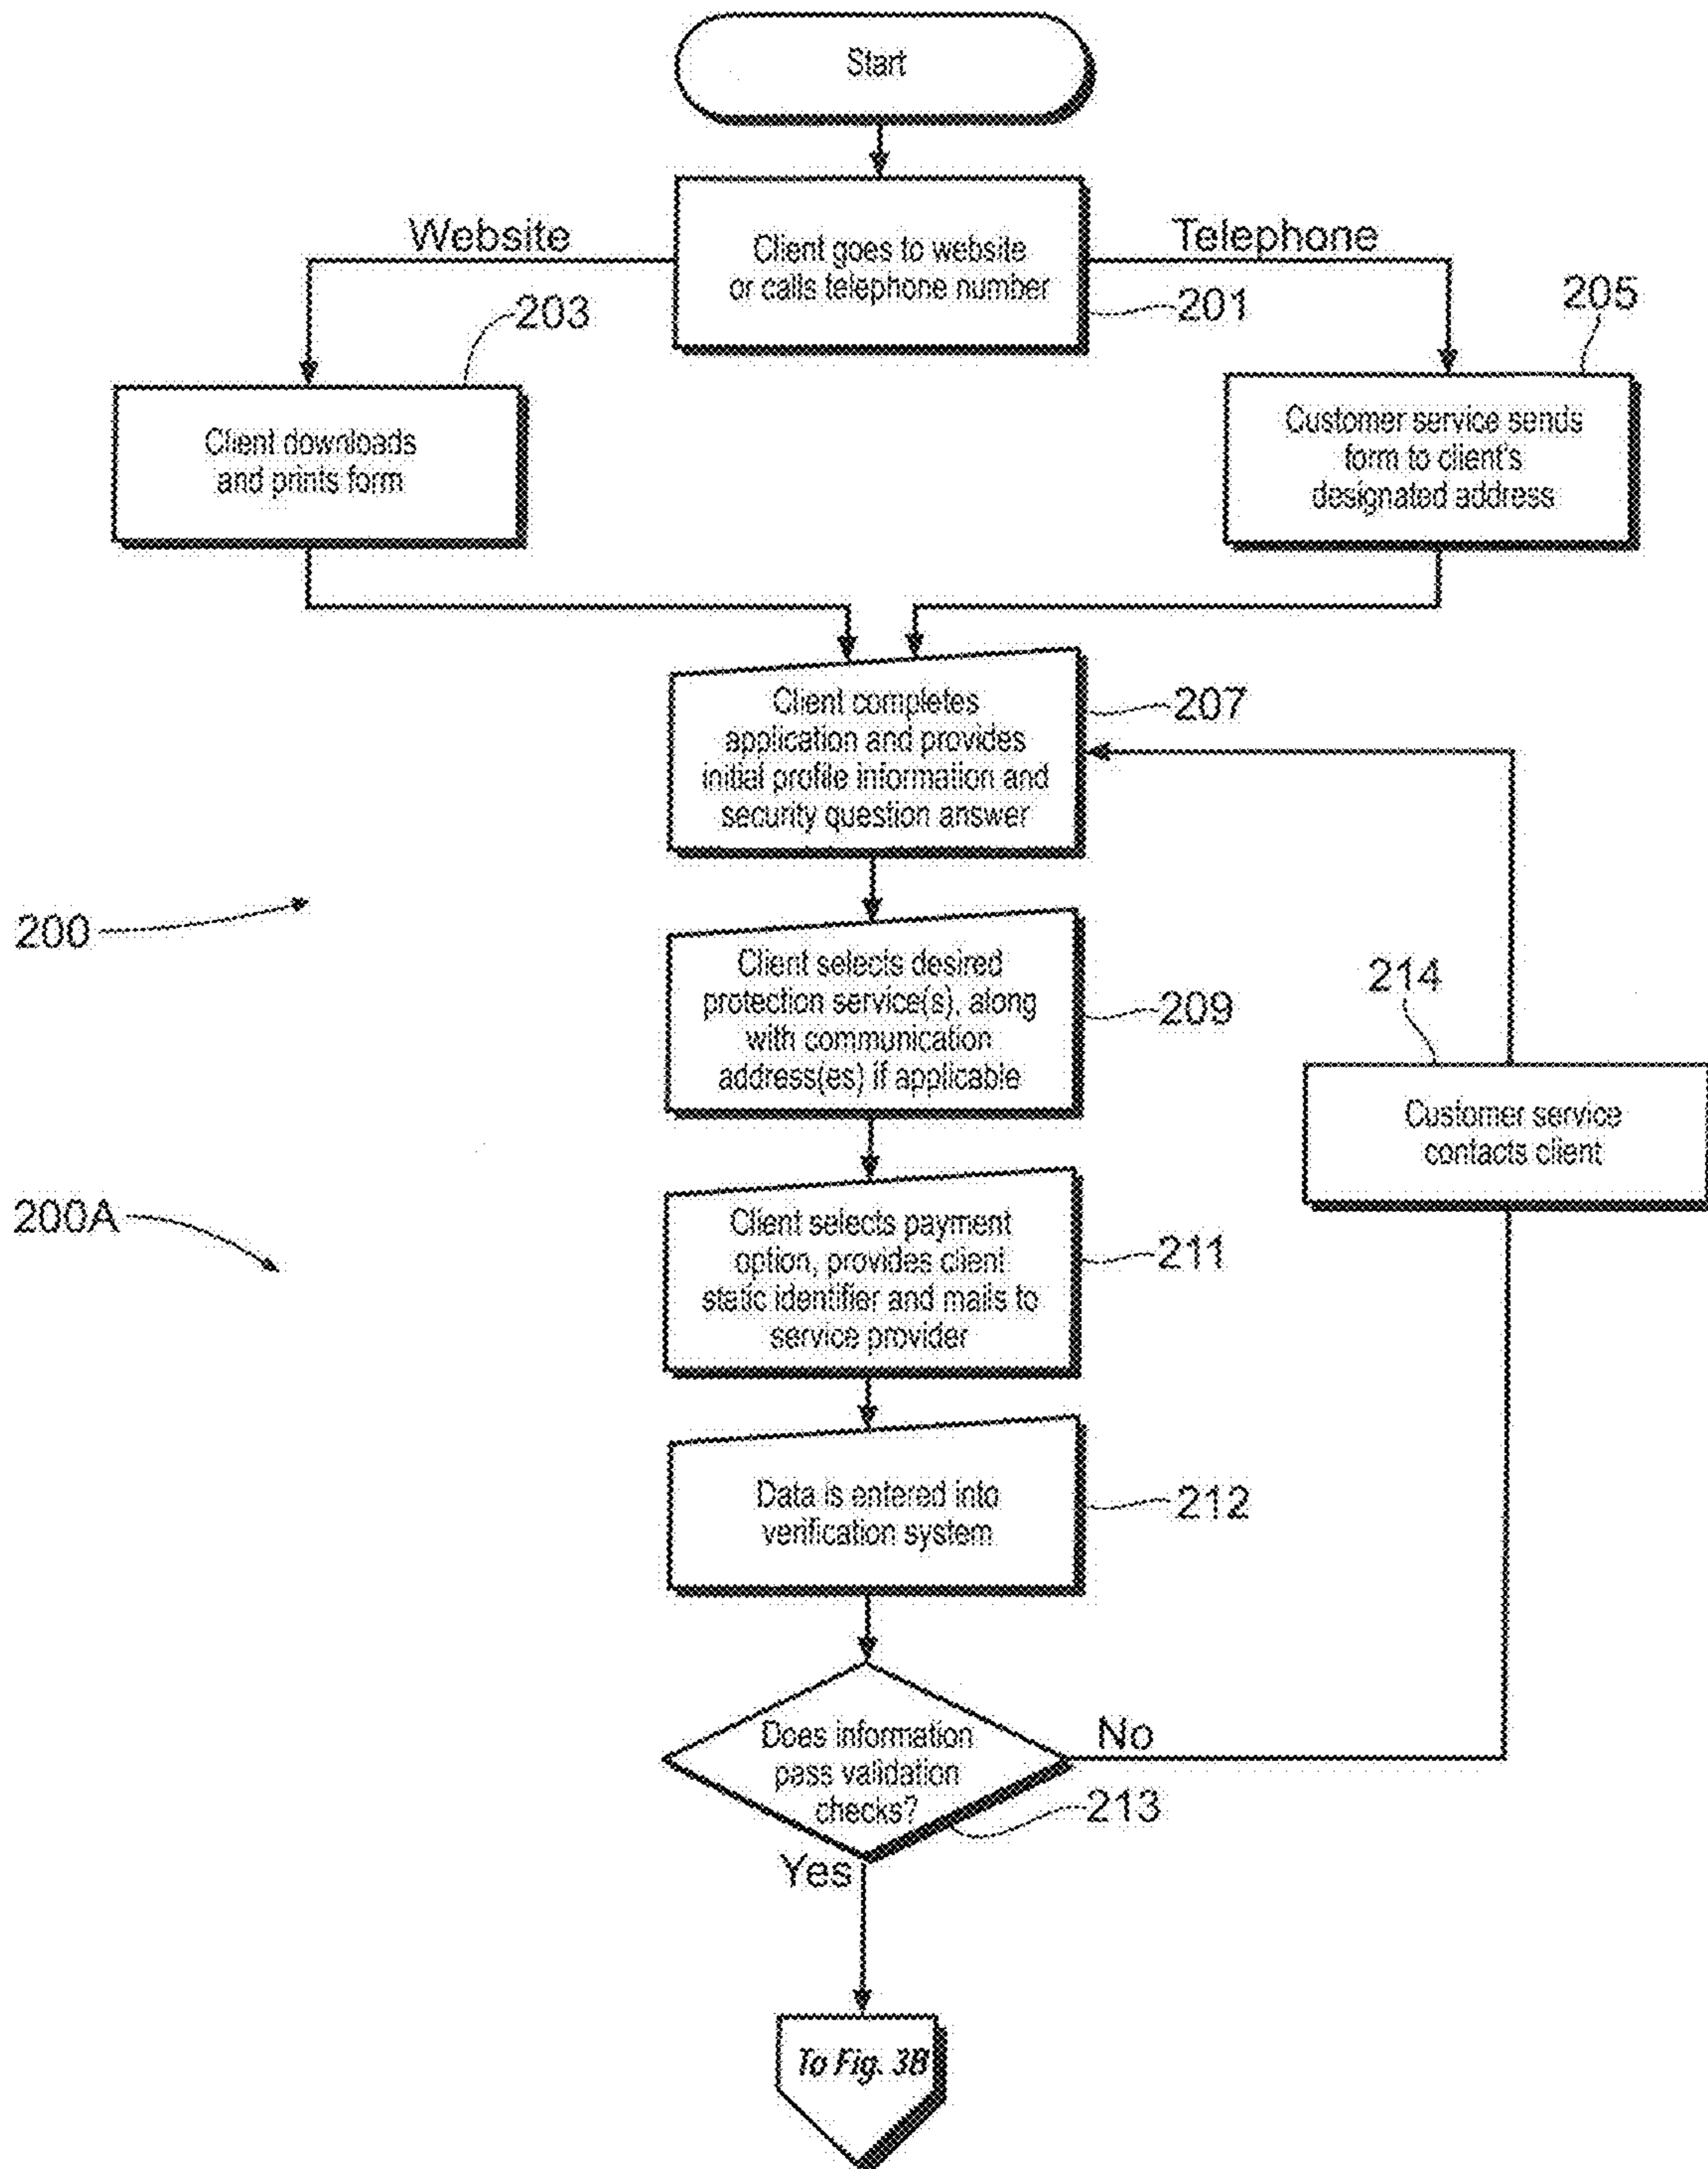 Start
Website
Client goes to website
or calls telephone number
Telephone
201
203
205
Client downloads
and prints form
Customer service sends
form to client's
designated address
Client completes
application and provides
initial profile information and
security question answer
207
200
Client selects desired
protection service(s), along
with communication
address(es) if applicable
209
214
Customer service
contacts client
200A
Client selects payment
option, provides client
static identifier and mails to
service provider
211
Data is entered into
verification system
212
Does information
pass validation
checks?
No
213
Yes
To Fig. 3B